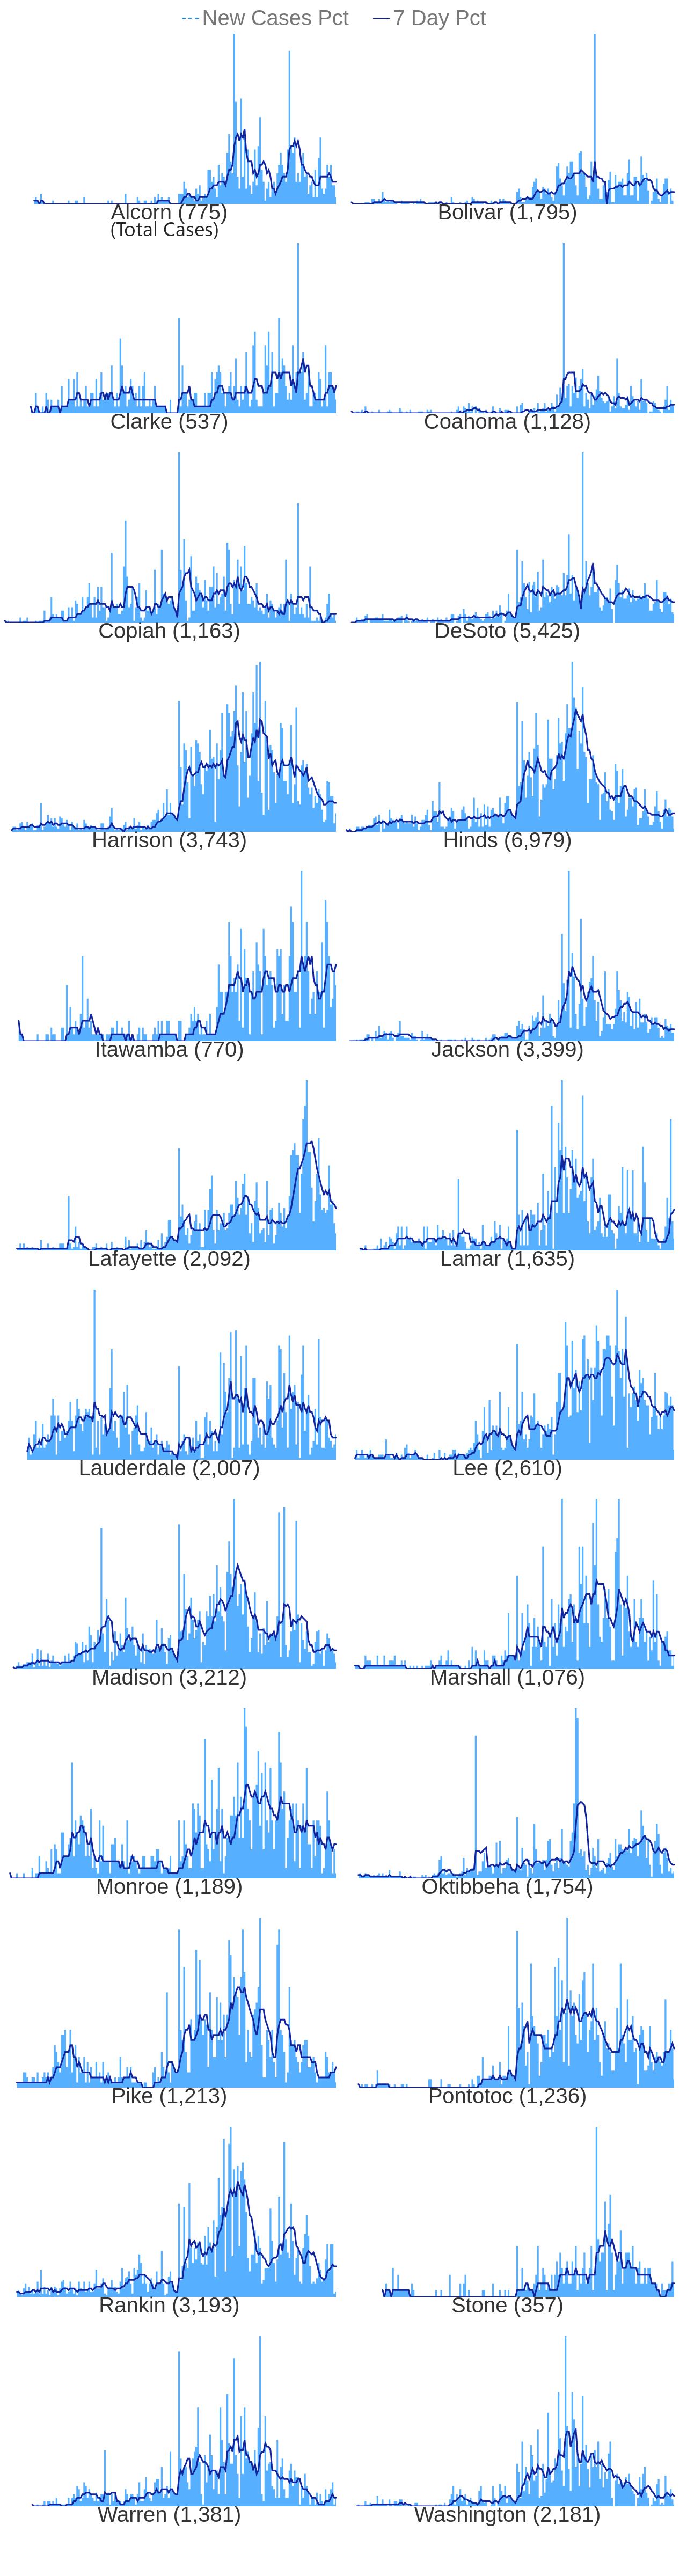 New Cases Pct 7 Day Pct
Alcorn (775) Bolivar (1,795)
(Total Cases)
Clarke (537) Coahoma (1,128)
Copiah (1,163) DeSoto (5,425)
Harrison (3,743) Hinds (6,979)
Itawamba (770) Jackson (3,399)
Lafayette (2,092) Lamar (1,635)
Lauderdale (2,007) Lee (2,610)
Madison (3,212) Marshall (1,076)
Monroe (1,189) Oktibbeha (1,754)
Pike (1,213) Pontotoc (1,236)
Rankin (3,193) Stone (357)
Warren (1,381) Washington (2,181)